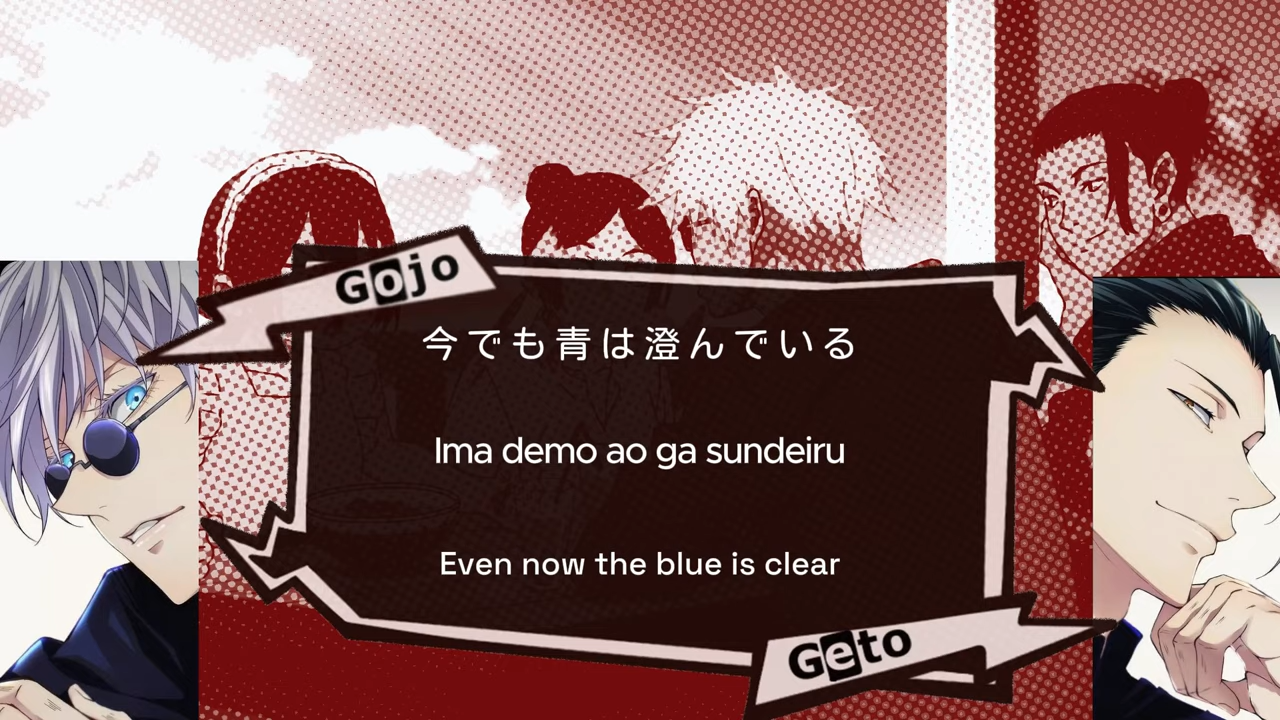 Gojo
今でも青は澄んでいる
Ima demo ao ga sundeiru
Even now the blue is clear
Geto